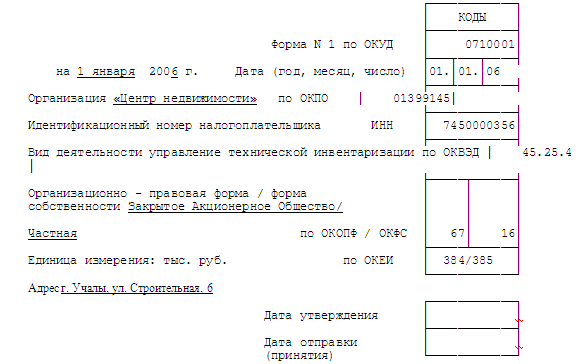 КОДЫ
Форма N 1 по ОКУД 0710001
на 1 января 2006 г. Дата (год, месяц, число) 01. 01. 06
Организация «Центр недвижимости» по ОКПО | 01399145|
Идентификационный номер налогоплательшика ИНН 7450000356
Вид деятельности управление технической инвентаризации по ОКВЭД | 45.25.4
|
Организационно - правовая форма / форма
собственности Закрытое Акционерное Общество/
Частная по ОКОПФ / ОКФС 67 16
Единица измерения: тыс. руб. по ОКЕИ 384/385
Адрес г. Учалы, ул. Строительная, 6
Дата утверждения
Дата отправки
(принятия)